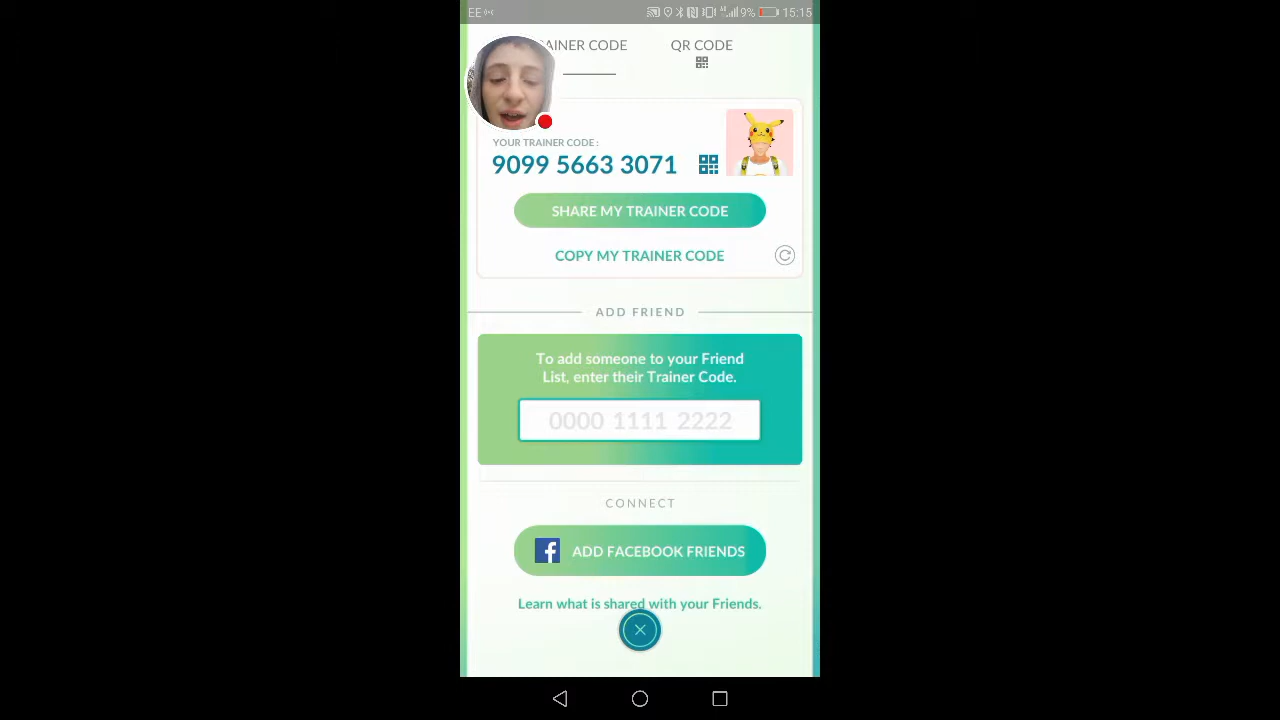 EE 9% 15:15
AINER CODE QR CODE
YOUR TRAINER CODE :
9099 5663 3071
SHARE MY TRAINER CODE
COPY MY TRAINER CODE
ADD FRIEND
To add someone to your Friend
List, enter their Trainer Code.
0000 1111 2222
CONNECT
f ADD FACEBOOK FRIENDS
Learn what is shared with your Friends.